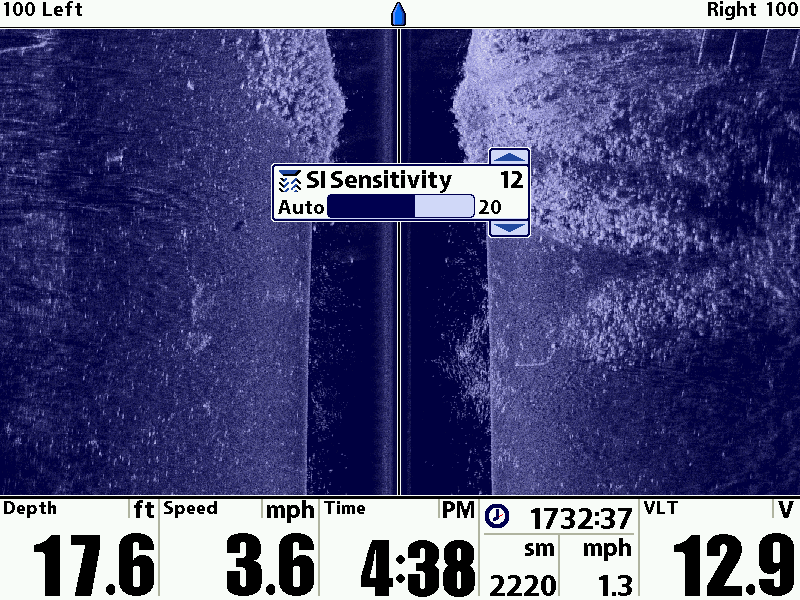 100 Left
Right 100
SI Sensitivity 12
Auto 20
Depth ft
17.6
Speed mph
3.6
Time PM
4:38
1732:37
sm mph
2220 1.3
VLT V
12.9